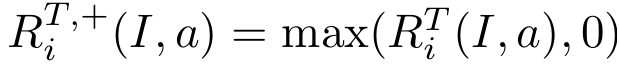 $R_i^{T,+}(I,a) = \max(R_i^T(I,a),0)$